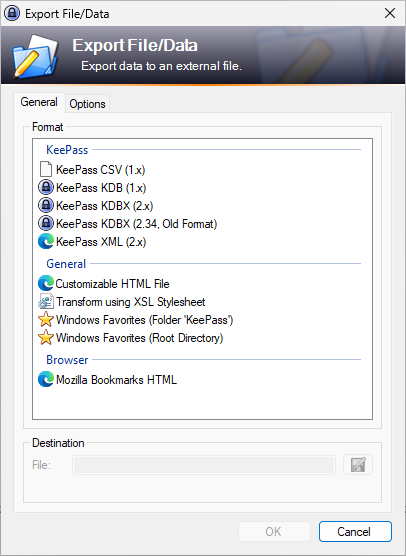 Export File/Data
Export File/Data
Export data to an external file.
General
Options
Format
KeePass
KeePass CSV (1.x)
KeePass KDB (1.x)
KeePass KDBX (2.x)
KeePass KDBX (2.34, Old Format)
KeePass XML (2.x)
General
Customizable HTML File
Transform using XSL Stylesheet
Windows Favorites (Folder 'KeePass')
Windows Favorites (Root Directory)
Browser
Mozilla Bookmarks HTML
Destination
File:
OK
Cancel